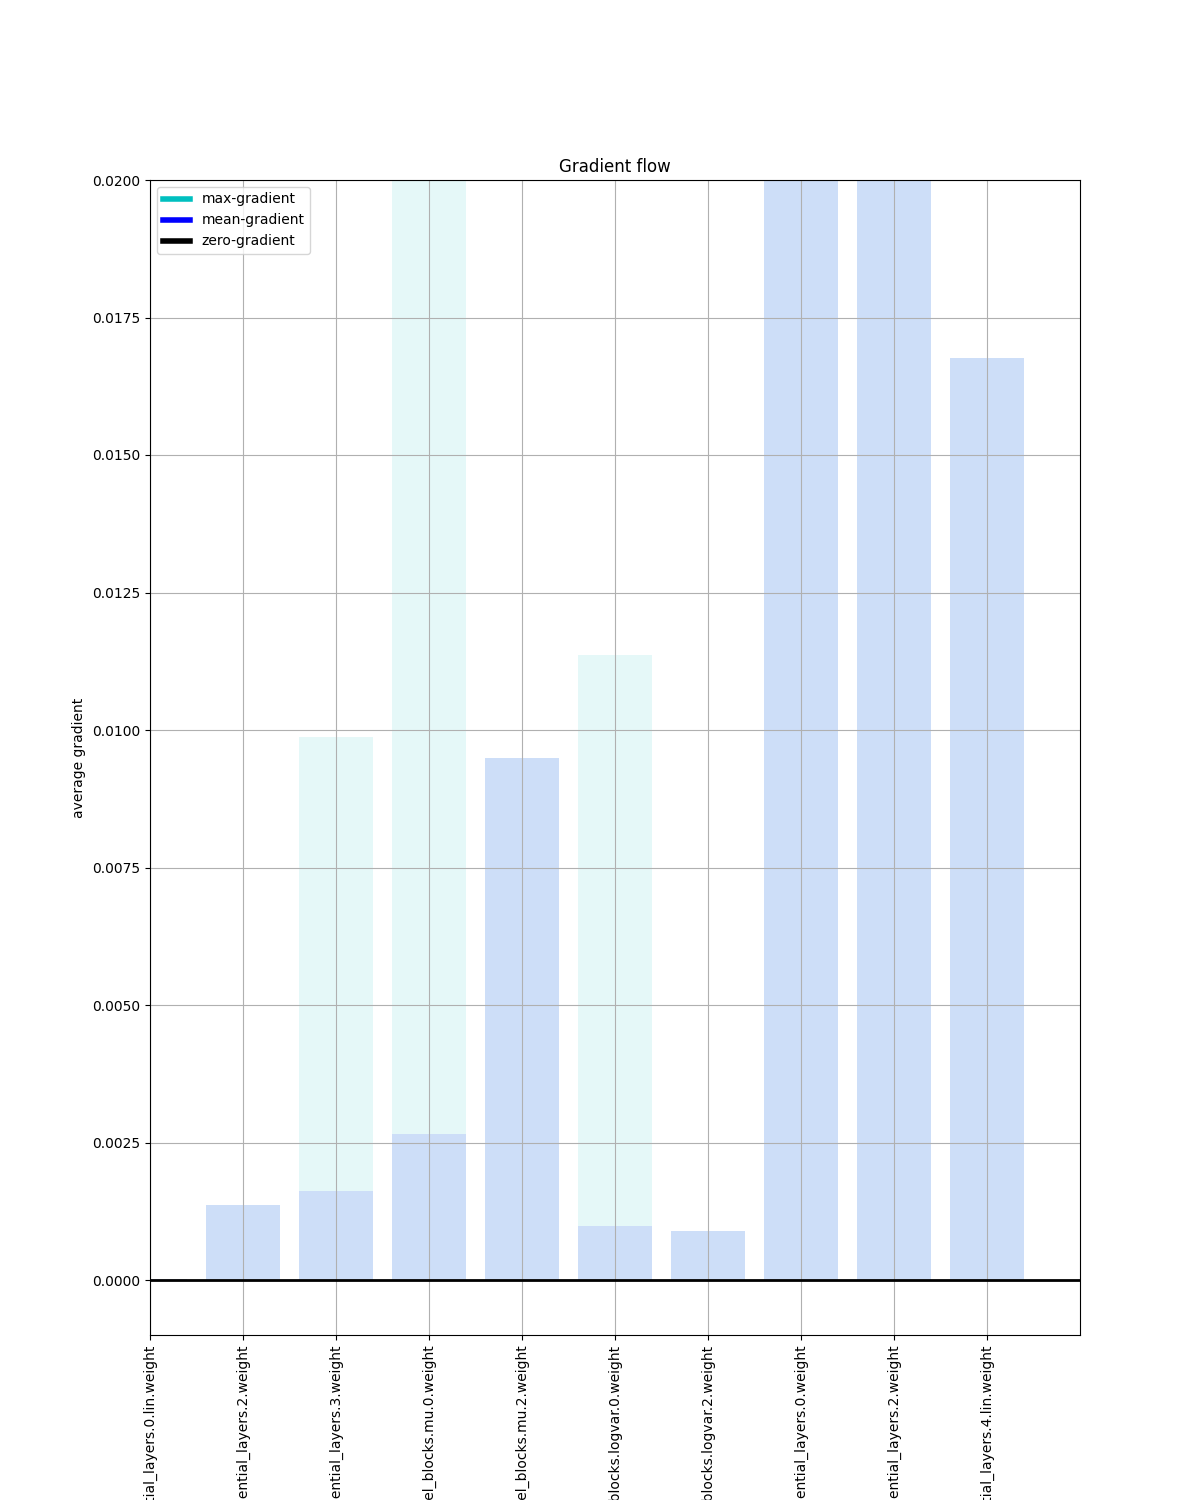 Gradient flow
max-gradient
mean-gradient
zero-gradient
0.0200
0.0175
0.0150
0.0125
0.0100
0.0075
0.0050
0.0025
0.0000
average gradient
tial_layers.0.lin.weight
ential_layers.2.weight
ential_layers.3.weight
el_blocks.mu.0.weight
el_blocks.mu.2.weight
blocks.logvar.0.weight
blocks.logvar.2.weight
ential_layers.0.weight
ential_layers.2.weight
tial_layers.4.lin.weight